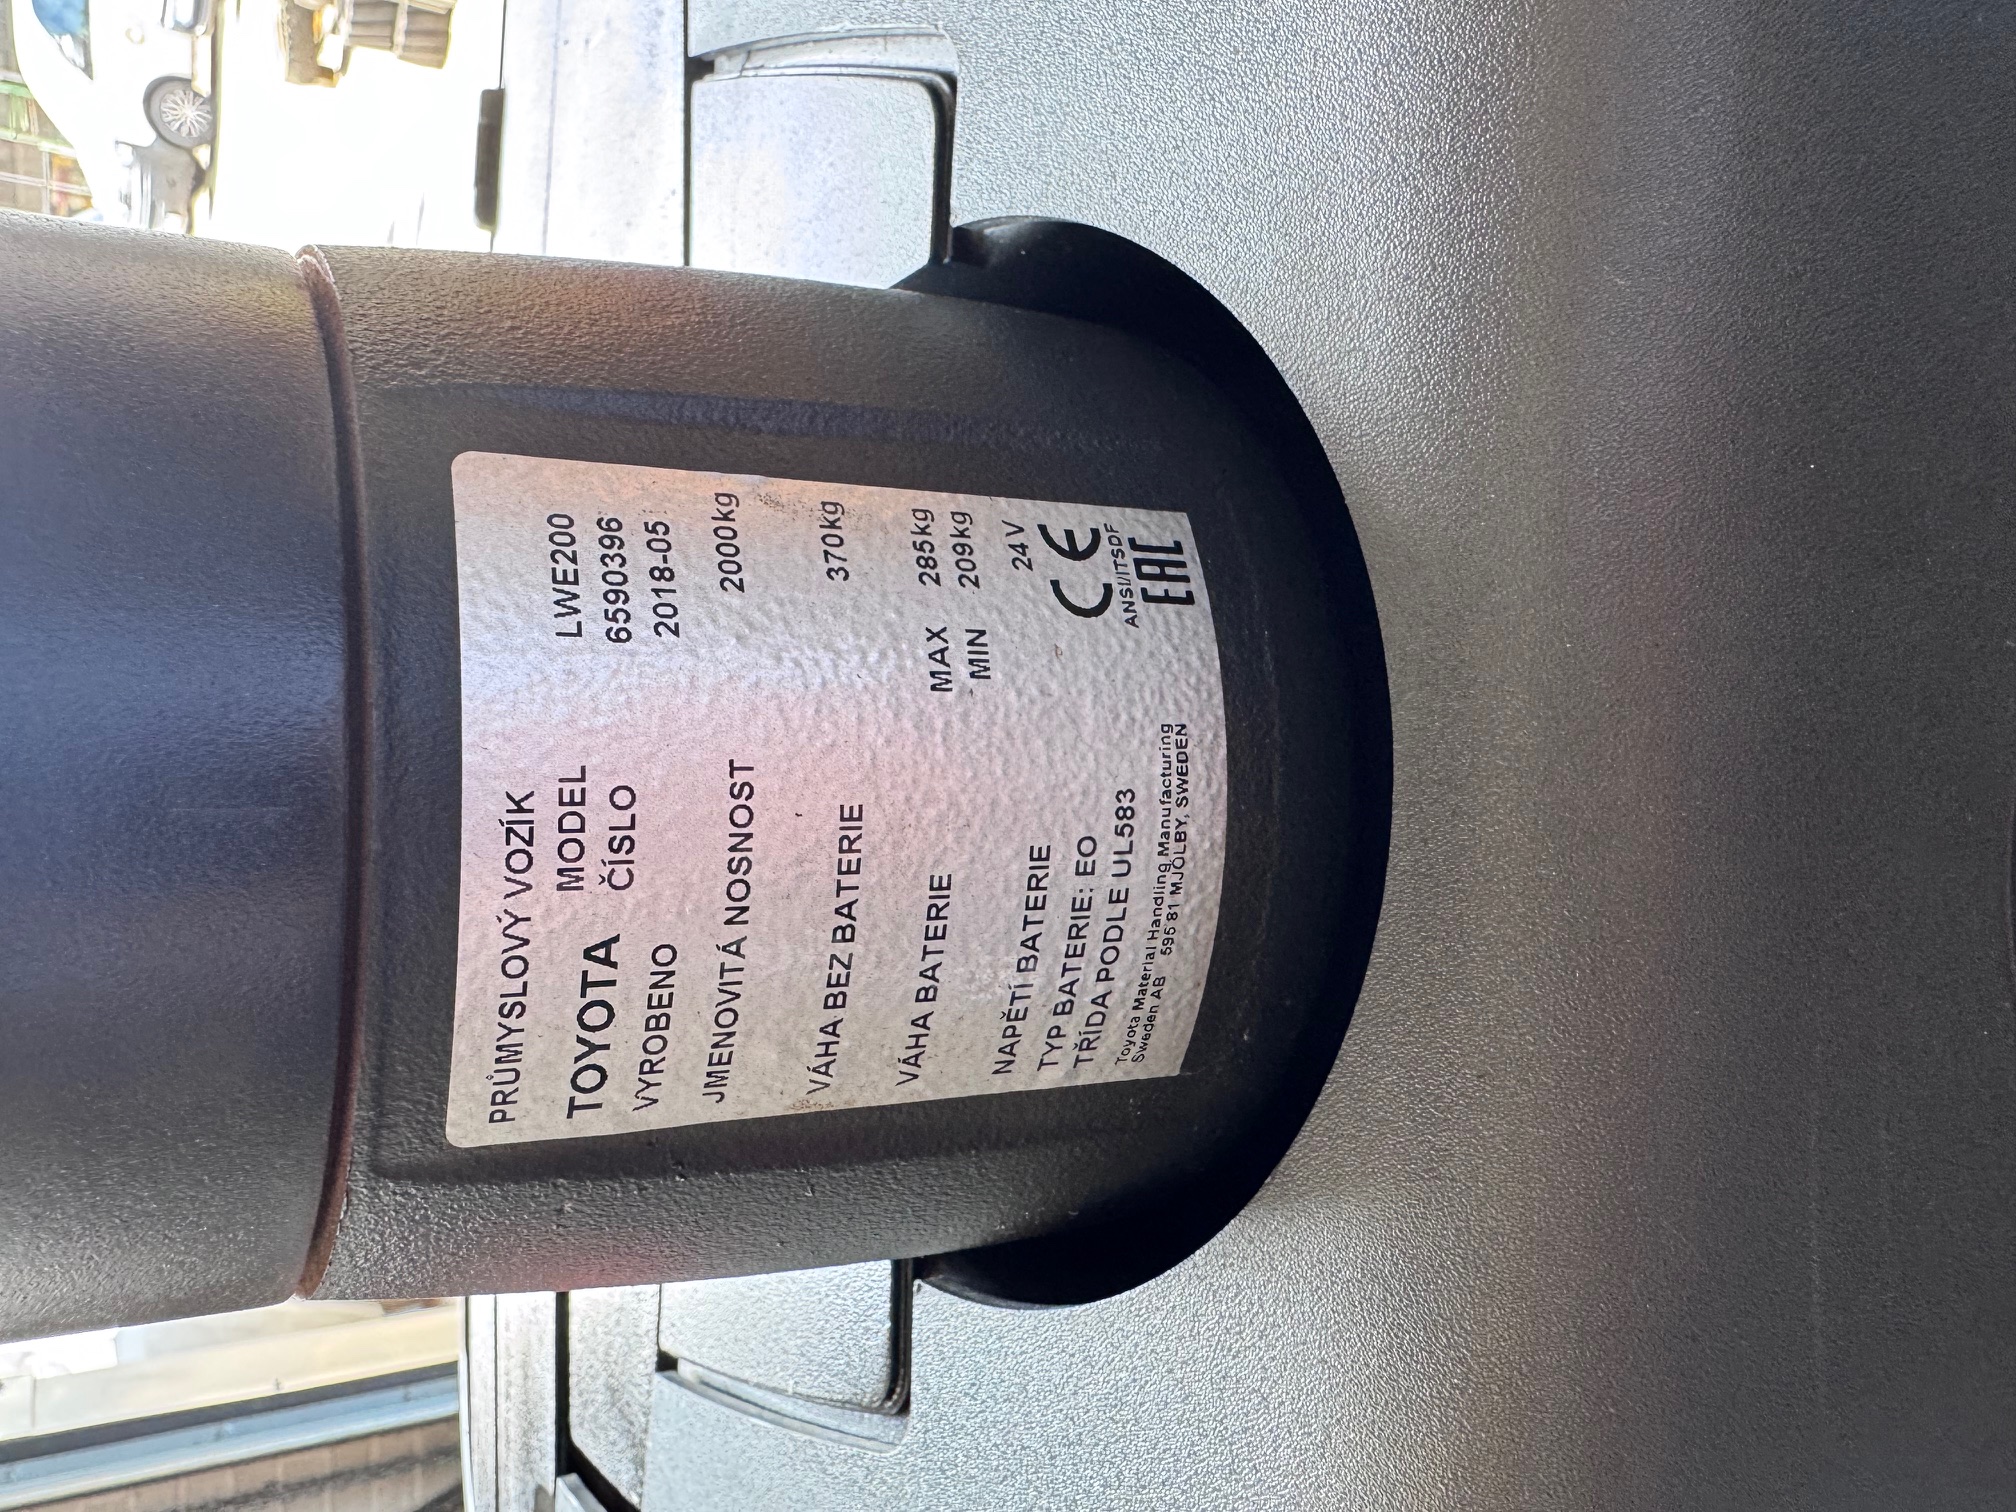 PRŮMYSLOVÝ VOZÍK
TOYOTA MODEL LWE200
ČÍSLO 6590396
VYROBENO 2018-05
JMENOVITÁ NOSNOST 2000kg
VÁHA BEZ BATERIE 370kg
VÁHA BATERIE MAX 285kg
MIN 209kg
NAPĚTÍ BATERIE 24V
TYP BATERIE: EO
TŘÍDA PODLE UL583
CE
ANSI/ITSDF
EAC
Toyota Material Handling Manufacturing
Sweden AB 595 81 MJÖLBY, SWEDEN